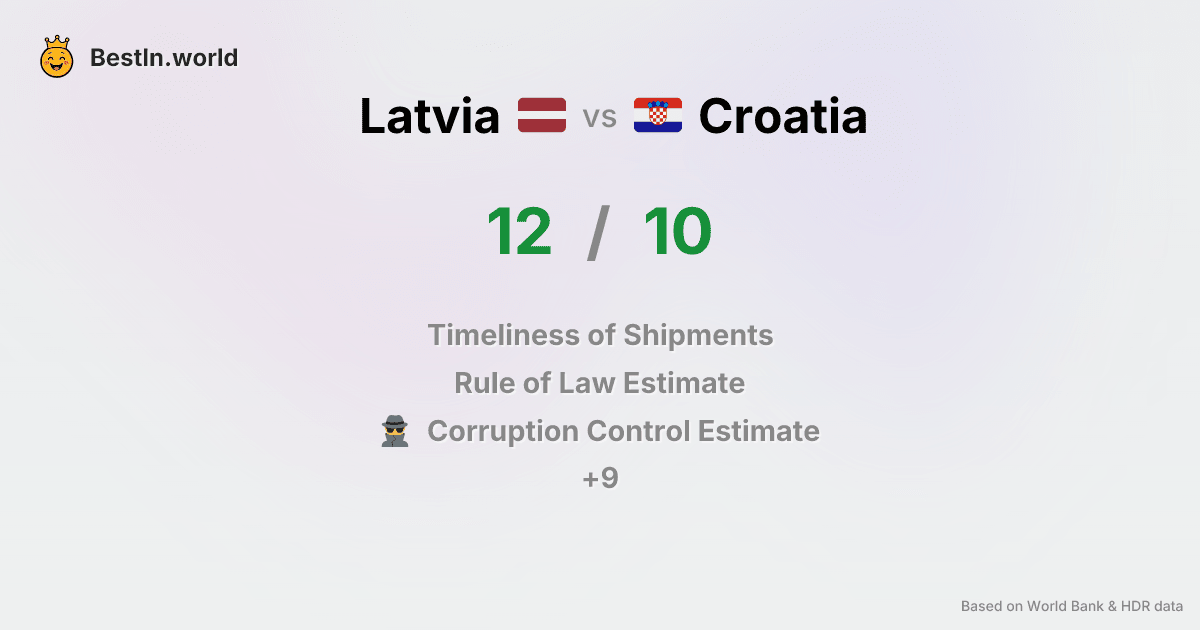 BestIn.world
Latvia vs Croatia
12 / 10
Timeliness of Shipments
Rule of Law Estimate
Corruption Control Estimate
+9
Based on World Bank & HDR data